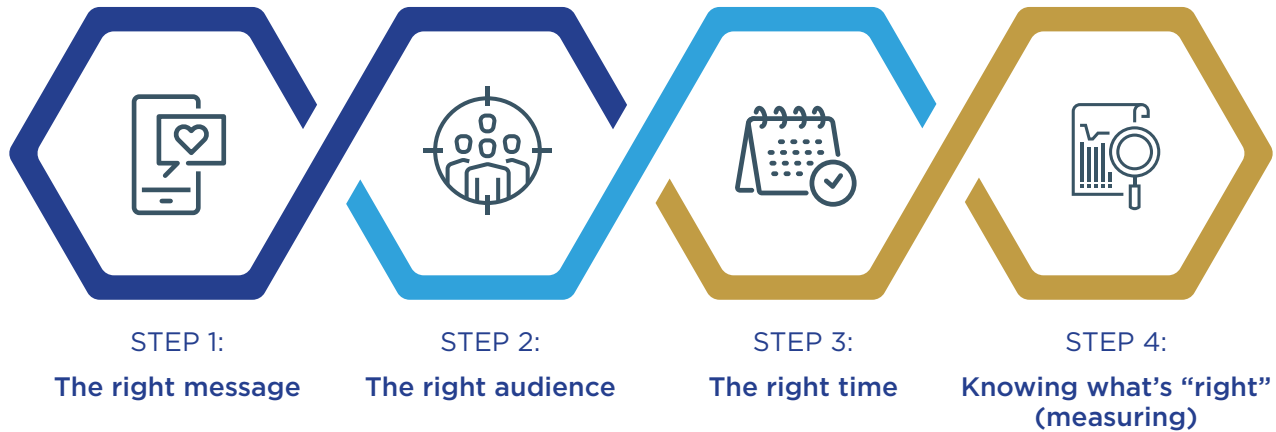 STEP 1:
The right message
STEP 2:
The right audience
STEP 3:
The right time
STEP 4:
Knowing what’s “right”
(measuring)